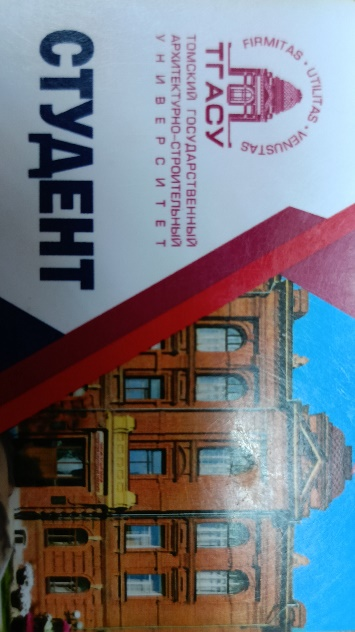 FIRMITAS · UTILITAS · VENUSTAS
ТГАСУ
ТОМСКИЙ ГОСУДАРСТВЕННЫЙ
АРХИТЕКТУРНО-СТРОИТЕЛЬНЫЙ
УНИВЕРСИТЕТ
СТУДЕНТ